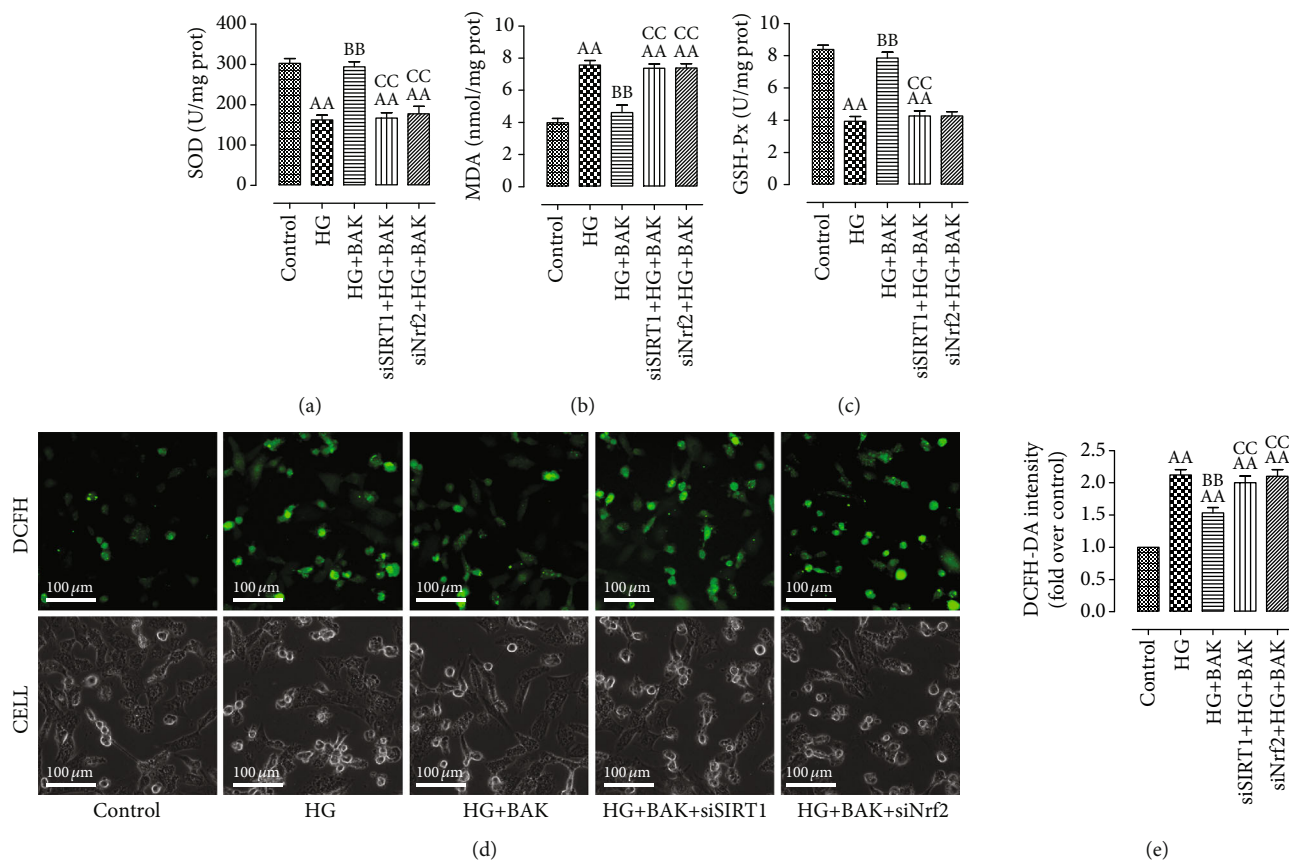 SOD (U/mg prot)
400
300
200
100
0
AA
BB
CC
AA
CC
AA
Control
HG
HG+BAK
siSIRT1+HG+BAK
siNrf2+HG+BAK
(a)
MDA (nmol/mg prot)
10
8
6
4
2
0
AA
BB
CC
AA
CC
AA
Control
HG
HG+BAK
siSIRT1+HG+BAK
siNrf2+HG+BAK
(b)
GSH-Px (U/mg prot)
10
8
6
4
2
0
AA
BB
CC
AA
Control
HG
HG+BAK
siSIRT1+HG+BAK
siNrf2+HG+BAK
(c)
DCFH
100 μm
100 μm
100 μm
100 μm
100 μm
CELL
100 μm
100 μm
100 μm
100 μm
100 μm
Control
HG
HG+BAK
HG+BAK+siSIRT1
HG+BAK+siNrf2
(d)
DCFH-DA intensity
(fold over control)
2.5
2.0
1.5
1.0
0.5
0.0
AA
BB
AA
CC
AA
CC
AA
Control
HG
HG+BAK
siSIRT1+HG+BAK
siNrf2+HG+BAK
(e)